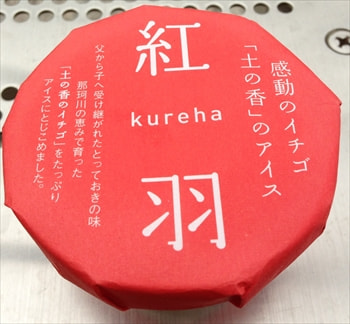 感動のイチゴ
「土の香」のアイス
紅羽
kureha
父から子へ受け継がれたとっておきの味
那珂川の恵みで育った
「土の香のイチゴ」をたっぷり
アイスにとじこめました。